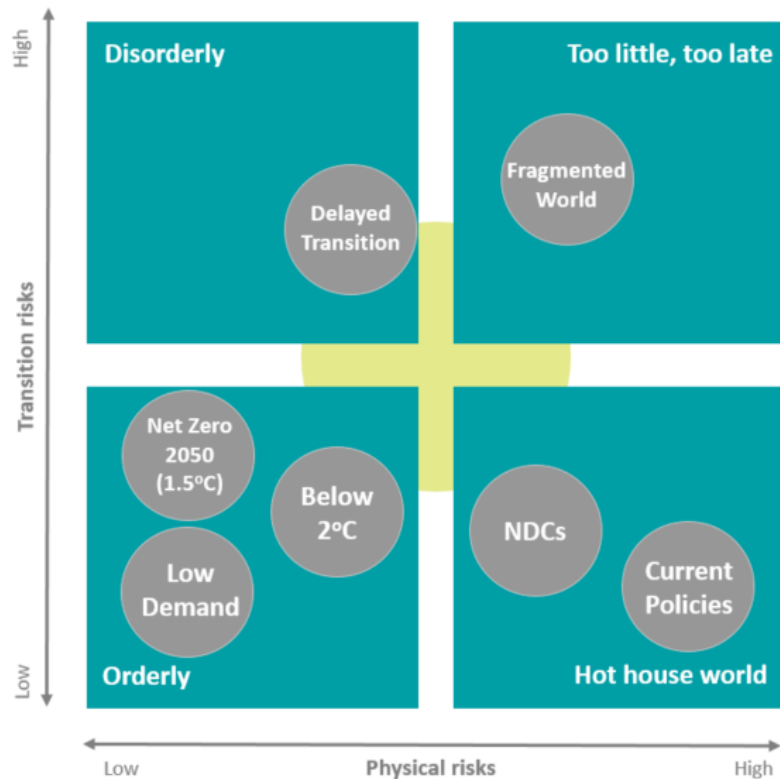 High
Disorderly
Too little, too late
Fragmented
World
Delayed
Transition
Transition risks
Net Zero
2050
(1.5°C)
Below
2°C
NDCs
Low
Demand
Current
Policies
Orderly
Hot house world
Low
Low
Physical risks
High